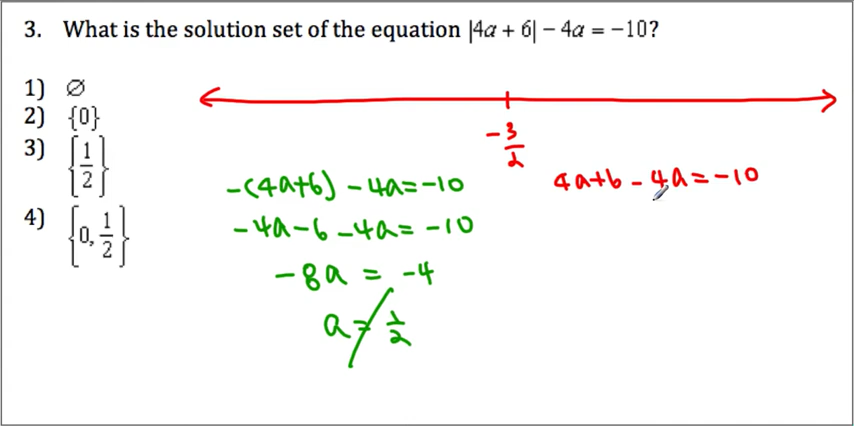 3. What is the solution set of the equation |4a + 6| − 4a = −10?
1) ∅
2) {0}
3) {1/2}
4) {0, 1/2}
-3/2
-(4a+6) - 4a = -10
4a+6 - 4a = -10
-4a - 6 - 4a = -10
-8a = -4
a = 1/2